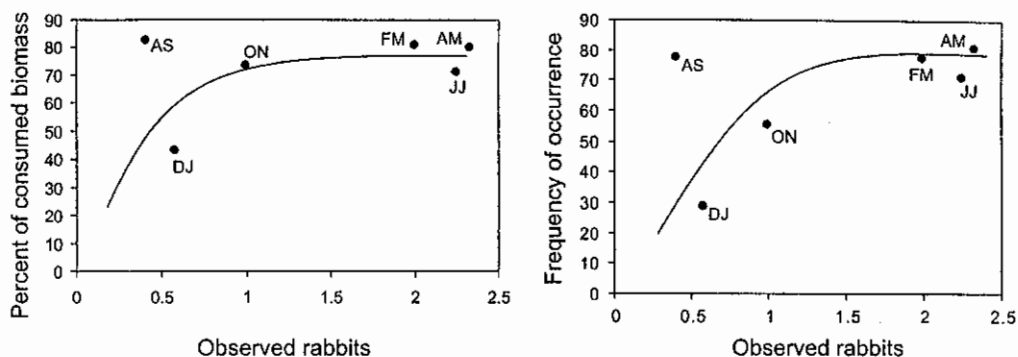 Percent of consumed biomass
90
80
70
60
50
40
30
20
10
0
AS
ON
FM
AM
JJ
DJ
0
0.5
1
1.5
2
2.5
Observed rabbits
Frequency of occurrence
90
80
70
60
50
40
30
20
10
0
AS
AM
FM
JJ
ON
DJ
0
0.5
1
1.5
2
2.5
Observed rabbits